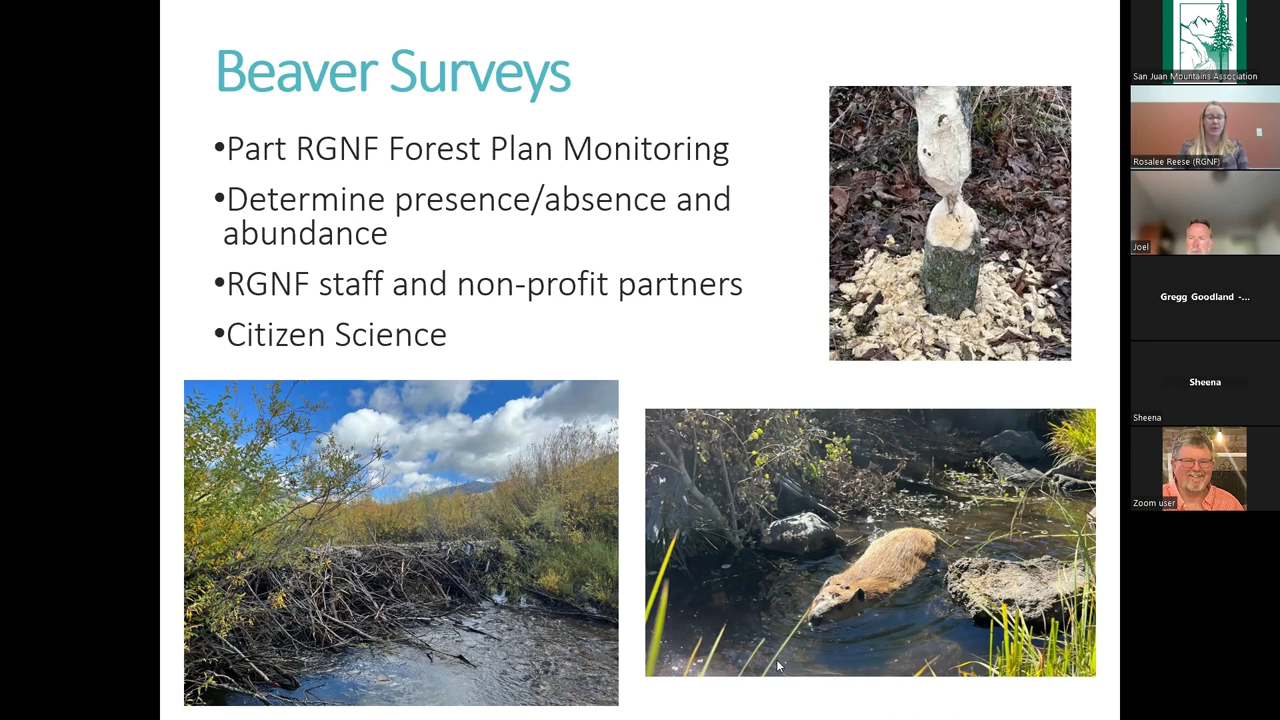 Beaver Surveys
•Part RGNF Forest Plan Monitoring
•Determine presence/absence and
abundance
•RGNF staff and non-profit partners
•Citizen Science
San Juan Mountains Association
Rosalee Reese (RGNF)
Joel
Gregg Goodland -...
Sheena
Sheena
Zoom user